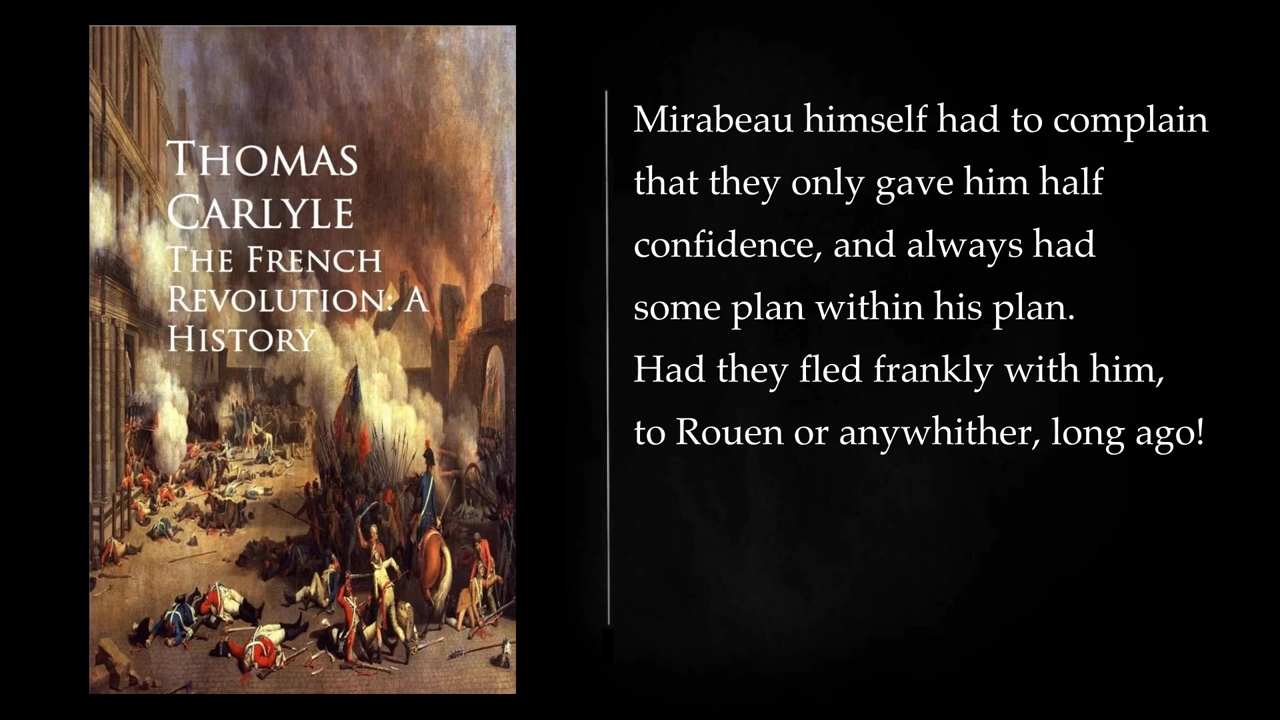 THOMAS
CARLYLE
THE FRENCH
REVOLUTION: A
HISTORY
Mirabeau himself had to complain
that they only gave him half
confidence, and always had
some plan within his plan.
Had they fled frankly with him,
to Rouen or anywhither, long ago!